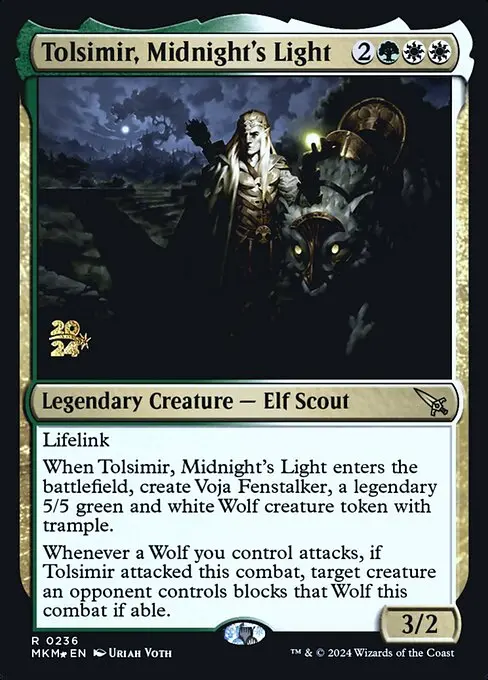 Tolsimir, Midnight's Light 2
20
24
Legendary Creature — Elf Scout
Lifelink
When Tolsimir, Midnight's Light enters the
battlefield, create Voja Fenstalker, a legendary
5/5 green and white Wolf creature token with
trample.
Whenever a Wolf you control attacks, if
Tolsimir attacked this combat, target creature
an opponent controls blocks that Wolf this
combat if able.
3/2
R 0236
MKM★EN Uriah Voth
™ & © 2024 Wizards of the Coast